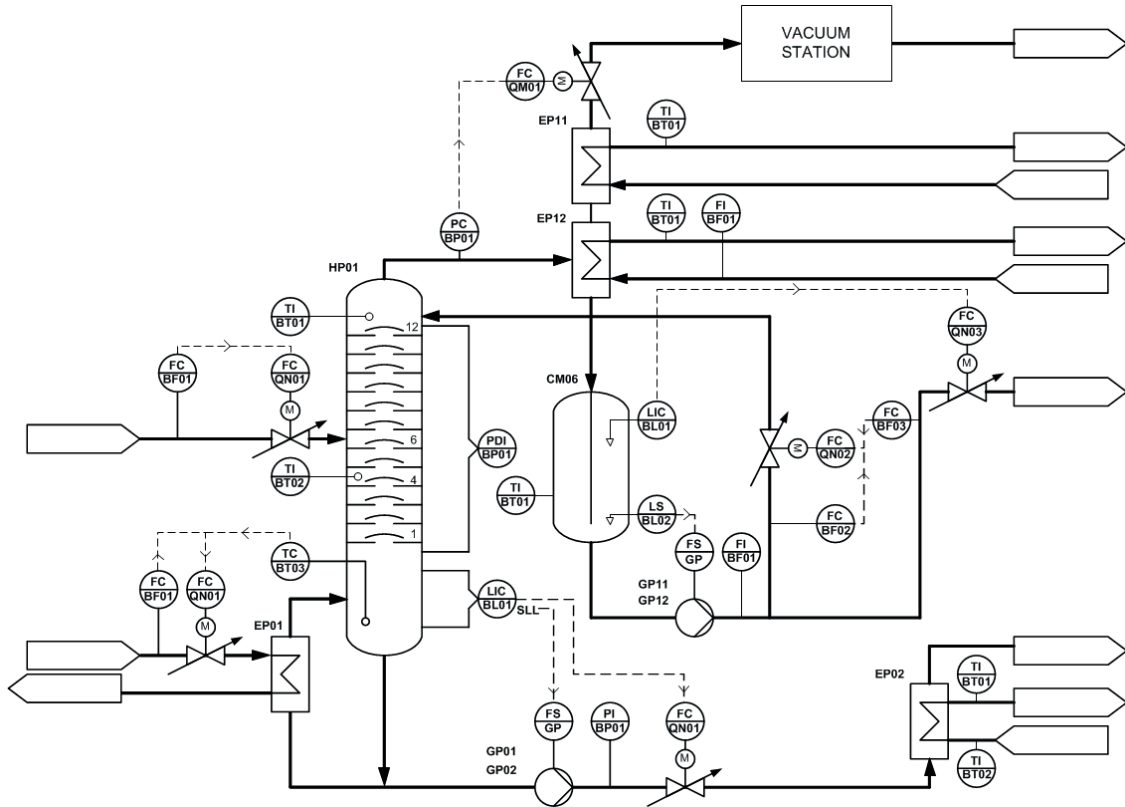 VACUUM
STATION
FC
QM01
M
EP11
TI
BT01
PC
BP01
EP12
TI
BT01
FI
BF01
HP01
TI
BT01
12
FC
QN03
M
FC
BF01
FC
QN01
M
CM06
LIC
BL01
FC
BF03
6
PDI
BP01
M
FC
QN02
TI
BT02
4
TI
BT01
LS
BL02
FC
BF02
1
TC
BT03
FS
GP
FI
BF01
FC
BF01
FC
QN01
M
LIC
BL01
SLL
GP11
GP12
EP01
EP02
TI
BT01
FS
GP
PI
BP01
FC
QN01
M
GP01
GP02
TI
BT02